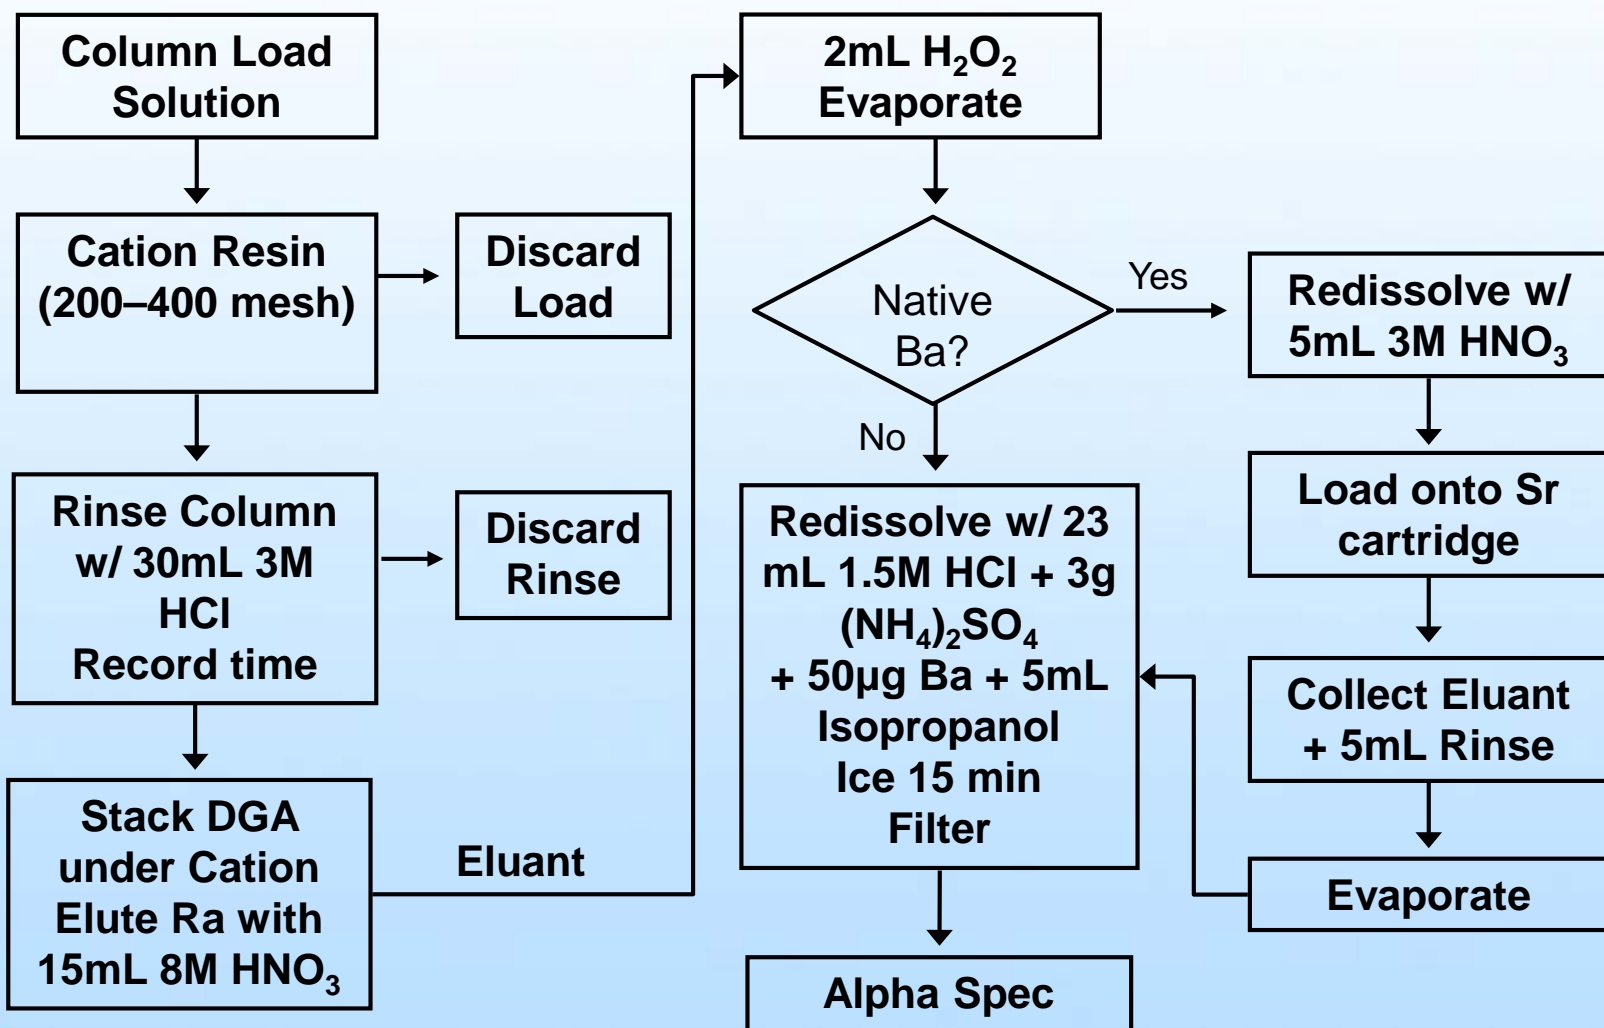 Column Load
Solution
Cation Resin
(200–400 mesh)
Discard
Load
Rinse Column
w/ 30mL 3M
HCl
Record time
Discard
Rinse
Stack DGA
under Cation
Elute Ra with
15mL 8M HNO₃
Eluant
2mL H₂O₂
Evaporate
Native
Ba?
Yes
No
Redissolve w/ 23
mL 1.5M HCl + 3g
(NH₄)₂SO₄
+ 50µg Ba + 5mL
Isopropanol
Ice 15 min
Filter
Alpha Spec
Redissolve w/
5mL 3M HNO₃
Load onto Sr
cartridge
Collect Eluant
+ 5mL Rinse
Evaporate